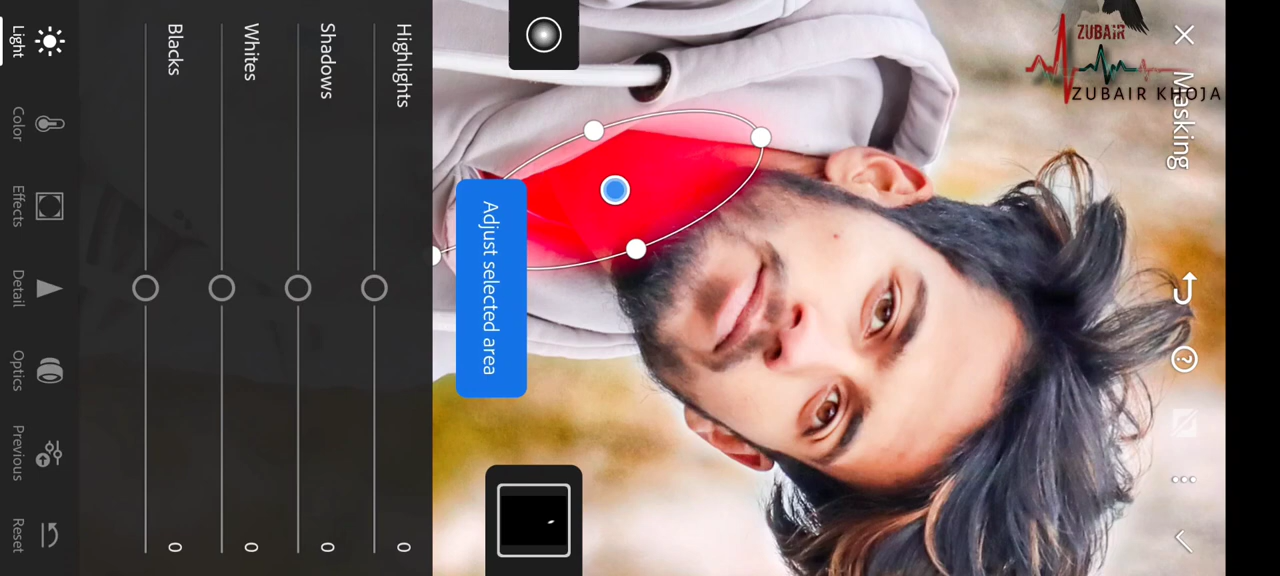 Masking
ZUBAIR
ZUBAIR KHOJA
Adjust selected area
Highlights
0
Shadows
0
Whites
0
Blacks
0
Light
Color
Effects
Detail
Optics
Previous
Reset